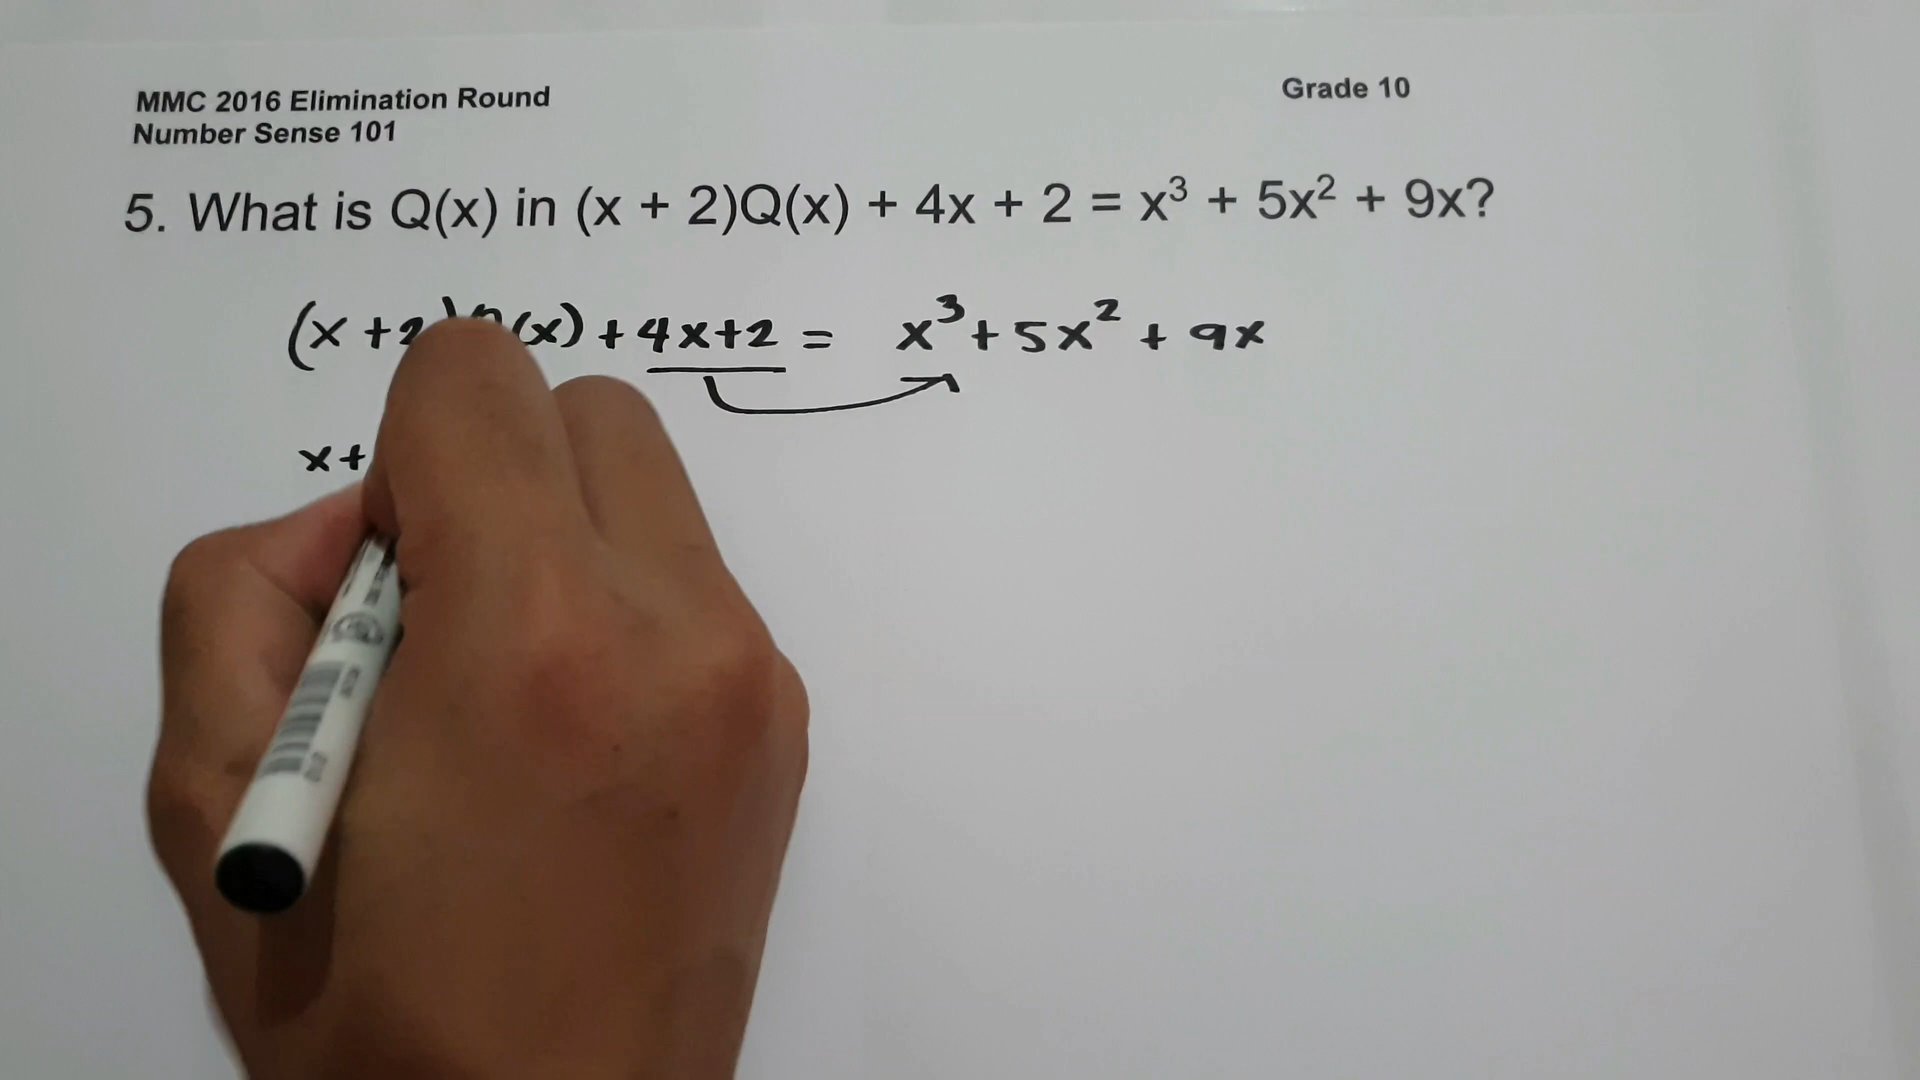 MMC 2016 Elimination Round
Grade 10
Number Sense 101
5. What is Q(x) in (x + 2)Q(x) + 4x + 2 = x³ + 5x² + 9x?
(x +2) (x) + 4x+2 = x³ + 5x² + 9x
x+